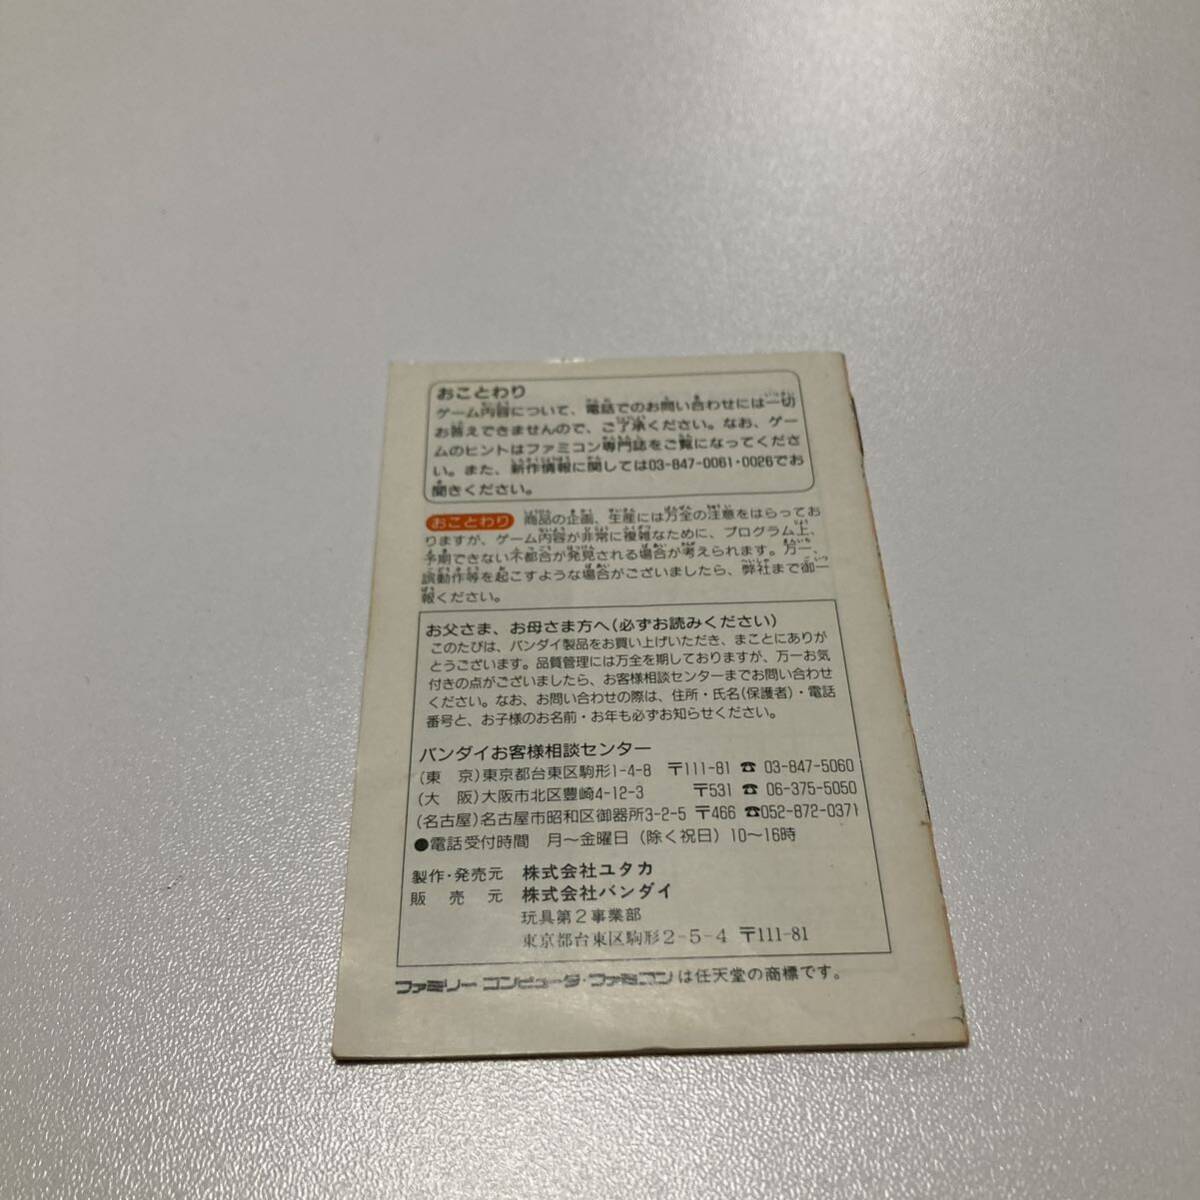 おことわり
ゲーム内容について、電話でのお問い合わせには一切
お答えできませんので、ご了承ください。なお、ゲー
ムのヒントはファミコン専門誌をご覧になってくださ
い。また、新作情報に関しては03-847-0061・0026でお
聞きください。
おことわり 商品の企画、生産には万全の注意をはらってお
りますが、ゲーム内容が非常に複雑なために、プログラム上、
予期できない不都合が発見される場合が考えられます。万一、
誤動作等を起こすような場合がございましたら、弊社まで御一
報ください。
お父さま、お母さま方へ(必ずお読みください)
このたびは、バンダイ製品をお買い上げいただき、まことにありが
とうございます。品質管理には万全を期しておりますが、万一お気
付きの点がございましたら、お客様相談センターまでお問い合わせ
ください。なお、お問い合わせの際は、住所・氏名(保護者)・電話
番号と、お子様のお名前・お年も必ずお知らせください。
バンダイお客様相談センター
(東 京)東京都台東区駒形1-4-8 〒111-81 ☎ 03-847-5060
(大 阪)大阪市北区豊崎4-12-3 〒531 ☎ 06-375-5050
(名古屋)名古屋市昭和区御器所3-2-5 〒466 ☎052-872-0371
●電話受付時間 月～金曜日(除く祝日)10～16時
製作・発売元 株式会社ユタカ
販 売 元 株式会社バンダイ
玩具第2事業部
東京都台東区駒形2-5-4 〒111-81
ファミリーコンピュータ・ファミコンは任天堂の商標です。